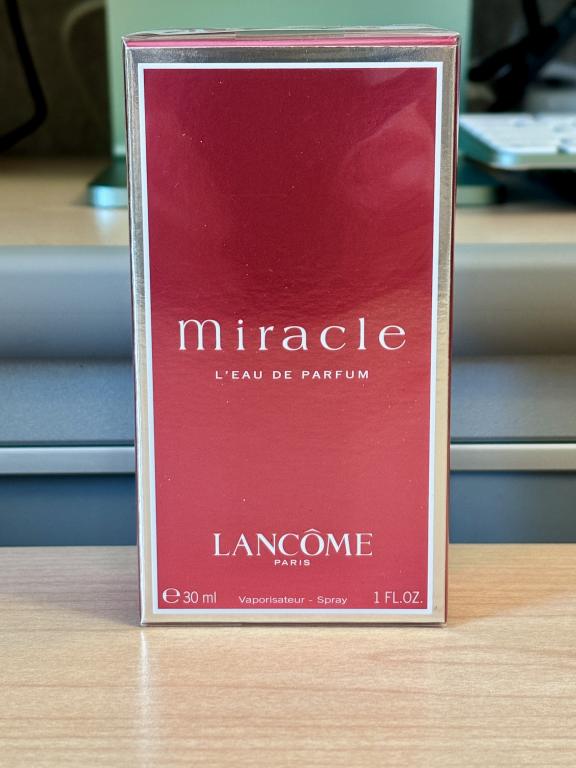 miracle
L'EAU DE PARFUM
LANCÔME
PARIS
℮ 30 ml Vaporisateur - Spray 1 FL.OZ.